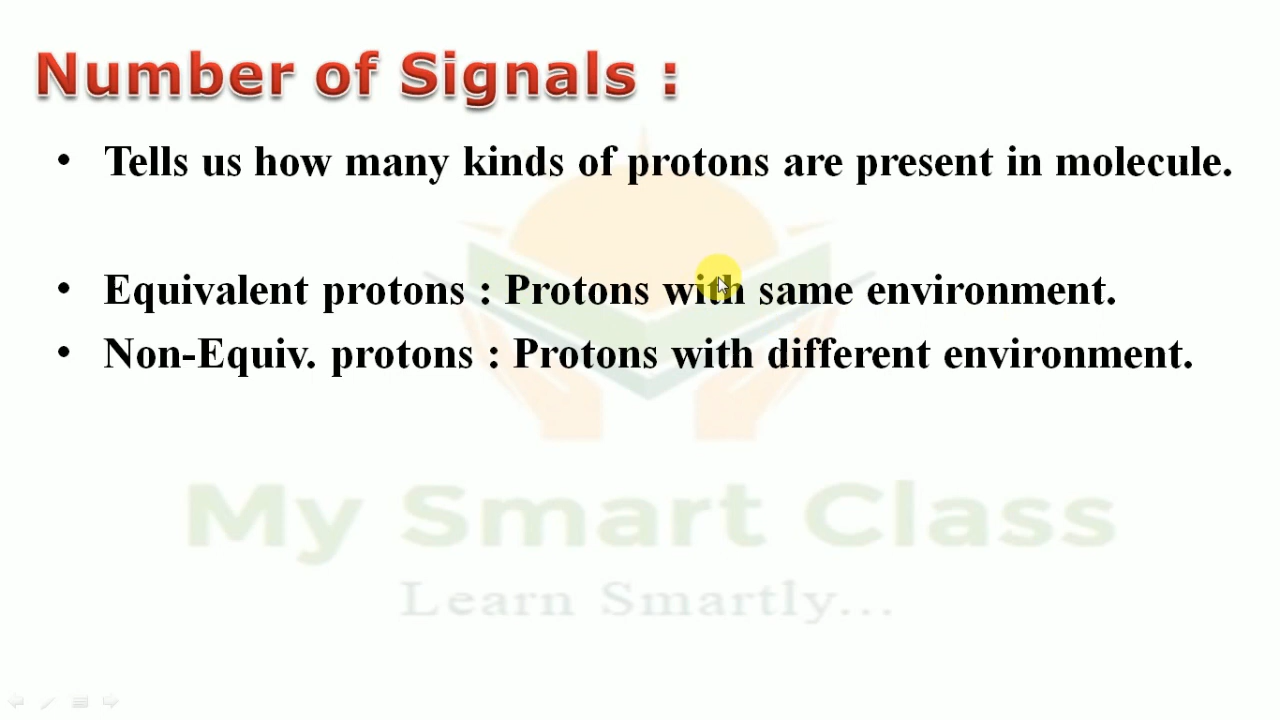 Number of Signals :
• Tells us how many kinds of protons are present in molecule.
• Equivalent protons : Protons with same environment.
• Non-Equiv. protons : Protons with different environment.
My Smart Class
Learn Smartly...